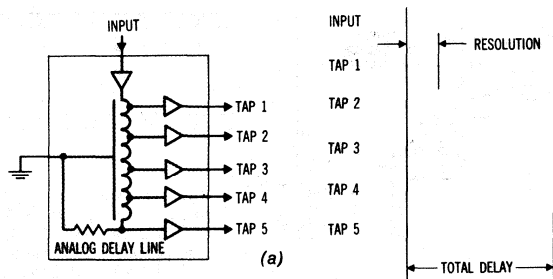 INPUT
TAP 1
TAP 2
TAP 3
TAP 4
TAP 5
ANALOG DELAY LINE
(a)
INPUT
RESOLUTION
TAP 1
TAP 2
TAP 3
TAP 4
TAP 5
TOTAL DELAY